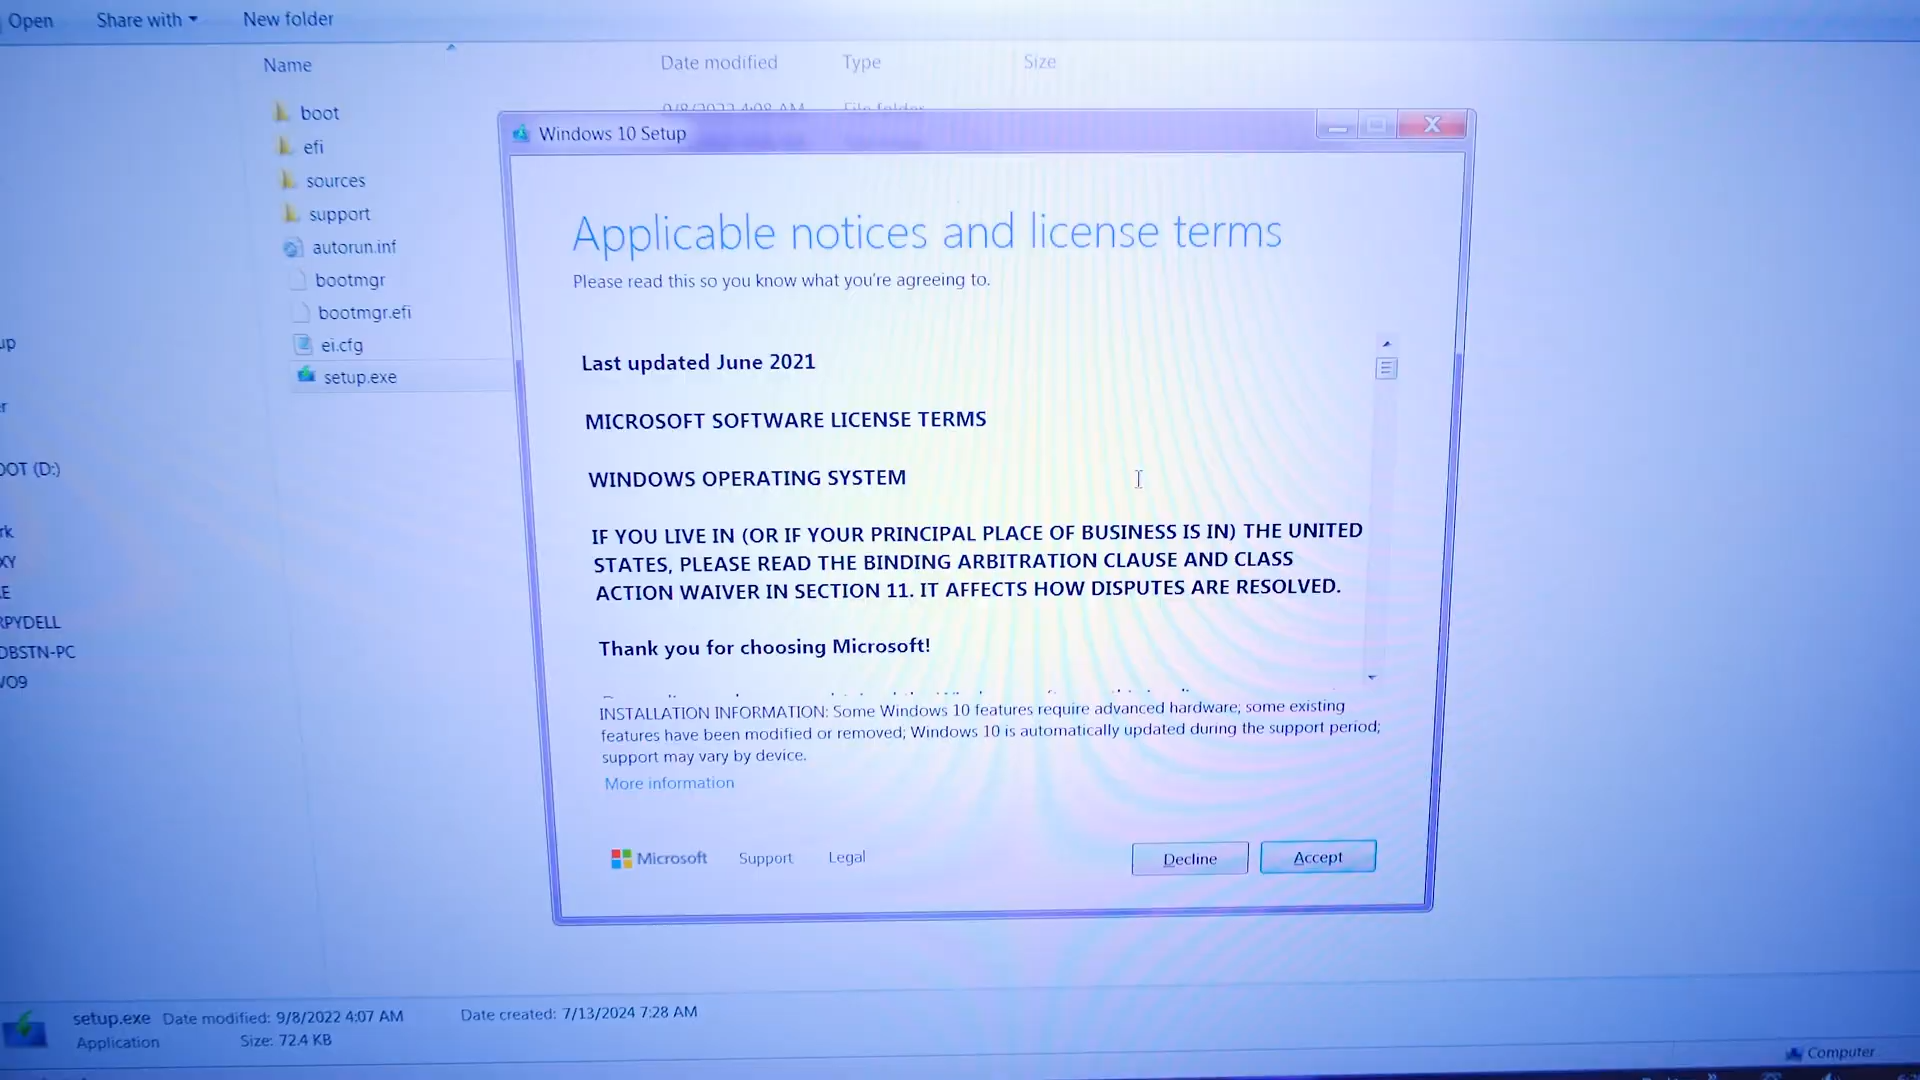 Open Share with New folder
Name Date modified Type Size
boot
efi
sources
support
autorun.inf
bootmgr
bootmgr.efi
ei.cfg
setup.exe
OOT (D:)
RPYDELL
OBSTN-PC
VO9
Windows 10 Setup
Applicable notices and license terms
Please read this so you know what you're agreeing to.
Last updated June 2021
MICROSOFT SOFTWARE LICENSE TERMS
WINDOWS OPERATING SYSTEM
IF YOU LIVE IN (OR IF YOUR PRINCIPAL PLACE OF BUSINESS IS IN) THE UNITED
STATES, PLEASE READ THE BINDING ARBITRATION CLAUSE AND CLASS
ACTION WAIVER IN SECTION 11. IT AFFECTS HOW DISPUTES ARE RESOLVED.
Thank you for choosing Microsoft!
INSTALLATION INFORMATION: Some Windows 10 features require advanced hardware; some existing
features have been modified or removed; Windows 10 is automatically updated during the support period;
support may vary by device.
More information
Microsoft Support Legal Decline Accept
setup.exe Date modified: 9/8/2022 4:07 AM Date created: 7/13/2024 7:28 AM
Application Size: 72.4 KB
Computer